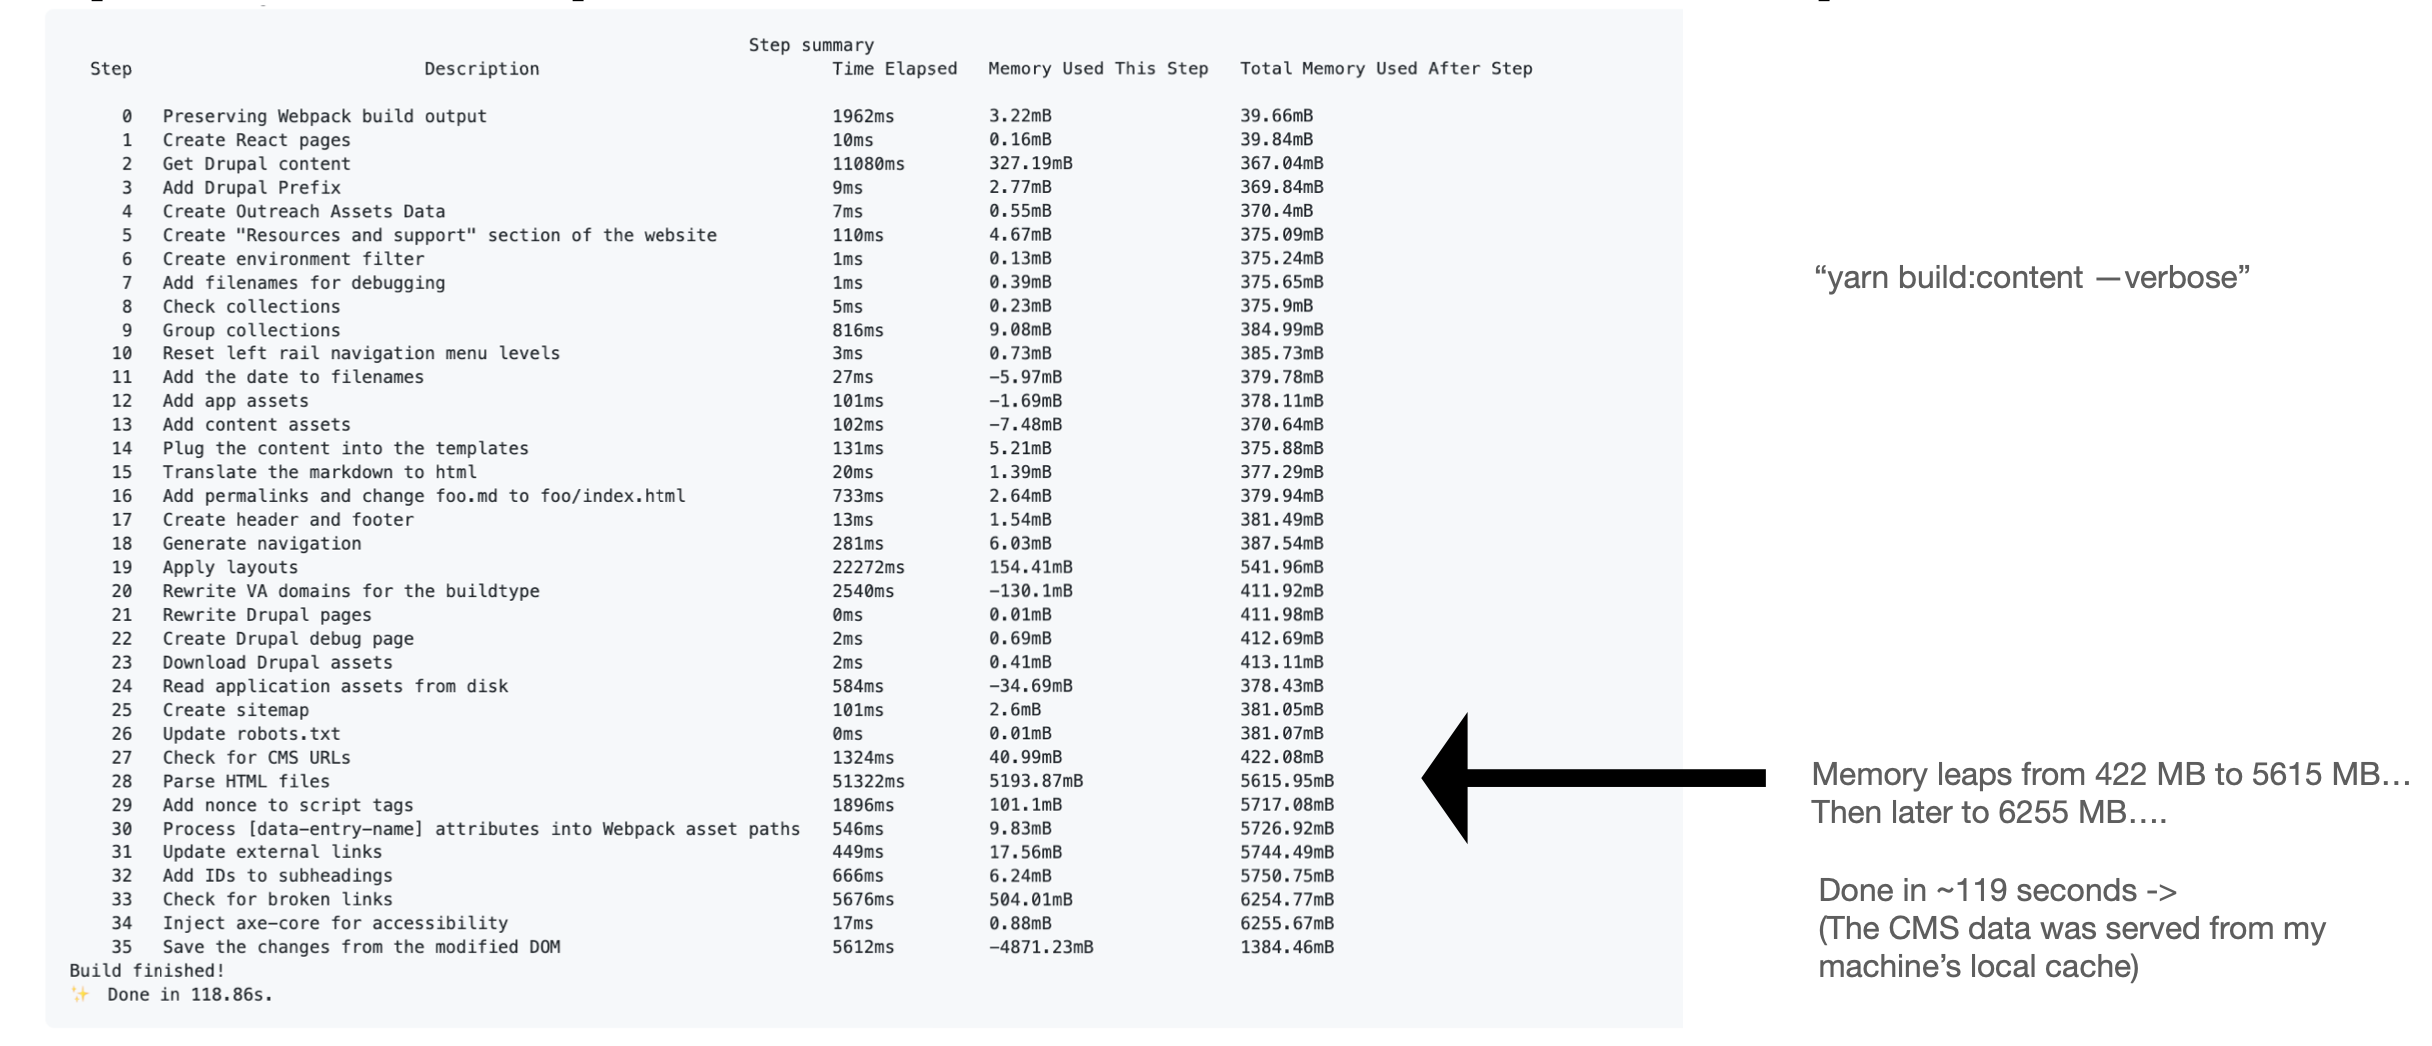 Step summary
Step Description Time Elapsed Memory Used This Step Total Memory Used After Step
0 Preserving Webpack build output 1962ms 3.22mB 39.66mB
1 Create React pages 10ms 0.16mB 39.84mB
2 Get Drupal content 11080ms 327.19mB 367.04mB
3 Add Drupal Prefix 9ms 2.77mB 369.84mB
4 Create Outreach Assets Data 7ms 0.55mB 370.4mB
5 Create "Resources and support" section of the website 110ms 4.67mB 375.09mB
6 Create environment filter 1ms 0.13mB 375.24mB
7 Add filenames for debugging 1ms 0.39mB 375.65mB
8 Check collections 5ms 0.23mB 375.9mB
9 Group collections 816ms 9.08mB 384.99mB
10 Reset left rail navigation menu levels 3ms 0.73mB 385.73mB
11 Add the date to filenames 27ms -5.97mB 379.78mB
12 Add app assets 101ms -1.69mB 378.11mB
13 Add content assets 102ms -7.48mB 370.64mB
14 Plug the content into the templates 131ms 5.21mB 375.88mB
15 Translate the markdown to html 20ms 1.39mB 377.29mB
16 Add permalinks and change foo.md to foo/index.html 733ms 2.64mB 379.94mB
17 Create header and footer 13ms 1.54mB 381.49mB
18 Generate navigation 281ms 6.03mB 387.54mB
19 Apply layouts 22272ms 154.41mB 541.96mB
20 Rewrite VA domains for the buildtype 2540ms -130.1mB 411.92mB
21 Rewrite Drupal pages 0ms 0.01mB 411.98mB
22 Create Drupal debug page 2ms 0.69mB 412.69mB
23 Download Drupal assets 2ms 0.41mB 413.11mB
24 Read application assets from disk 584ms -34.69mB 378.43mB
25 Create sitemap 101ms 2.6mB 381.05mB
26 Update robots.txt 0ms 0.01mB 381.07mB
27 Check for CMS URLs 1324ms 40.99mB 422.08mB
28 Parse HTML files 51322ms 5193.87mB 5615.95mB
29 Add nonce to script tags 1896ms 101.1mB 5717.08mB
30 Process [data-entry-name] attributes into Webpack asset paths 546ms 9.83mB 5726.92mB
31 Update external links 449ms 17.56mB 5744.49mB
32 Add IDs to subheadings 666ms 6.24mB 5750.75mB
33 Check for broken links 5676ms 504.01mB 6254.77mB
34 Inject axe-core for accessibility 17ms 0.88mB 6255.67mB
35 Save the changes from the modified DOM 5612ms -4871.23mB 1384.46mB
Build finished!
✨ Done in 118.86s.
“yarn build:content —verbose”
Memory leaps from 422 MB to 5615 MB…
Then later to 6255 MB….
Done in ~119 seconds ->
(The CMS data was served from my
machine’s local cache)